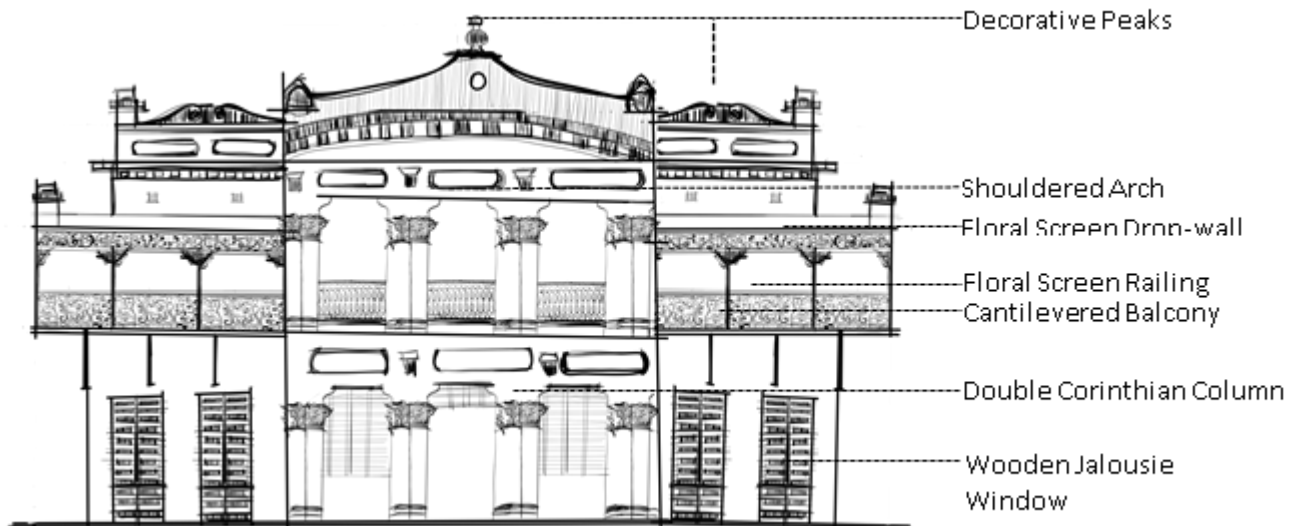 Decorative Peaks
Shouldered Arch
Floral Screen Drop-wall
Floral Screen Railing
Cantilevered Balcony
Double Corinthian Column
Wooden Jalousie
Window